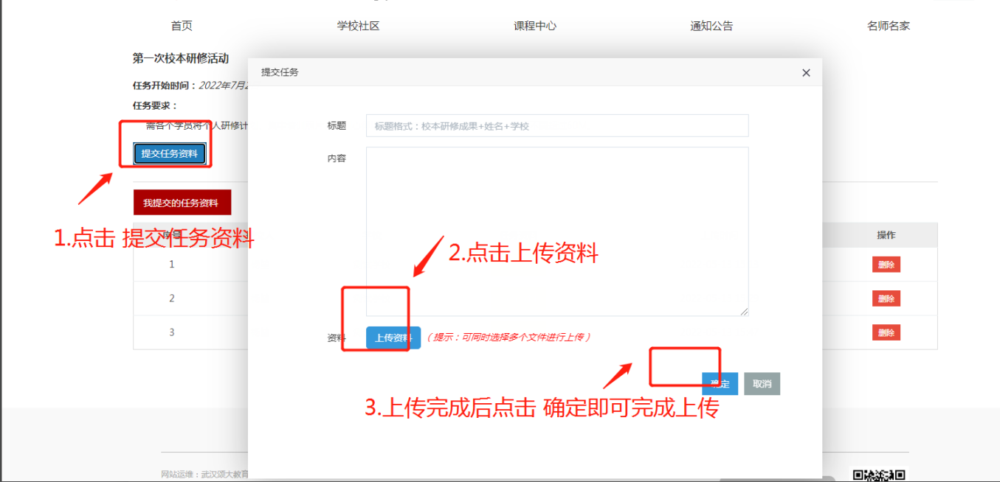 首页 学校社区 课程中心 通知公告 名师名家
第一次校本研修活动
提交任务
任务开始时间：2022年7月2
任务要求：
需各个学员将个人研修计
标题 标题格式：校本研修成果+姓名+学校
提交任务资料
内容
我提交的任务资料
1.点击 提交任务资料
序号 操作
2.点击上传资料
1 删除
2 删除
3 删除
资料 上传资料 （提示：可同时选择多个文件进行上传）
确定 取消
3.上传完成后点击 确定即可完成上传
网站运维：武汉颂大教育